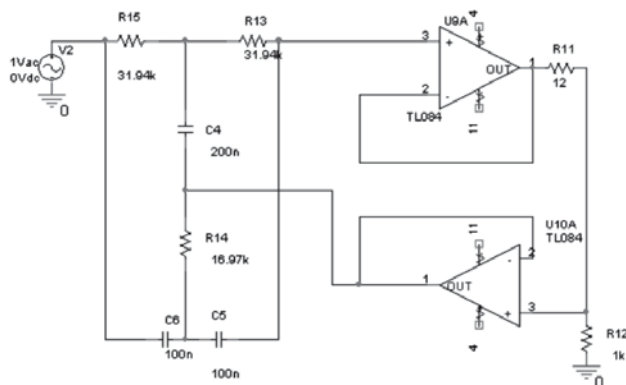 R15
R13
4
U9A
V2
1Vac
0Vdc
31.94k
31.94k
3
+
OUT
1
R11
12
2
-
TL084
11
0
C4
200n
R14
16.97k
11
U10A
TL084
2
-
1
OUT
+
3
4
C6
C5
100n
100n
R12
1k
0